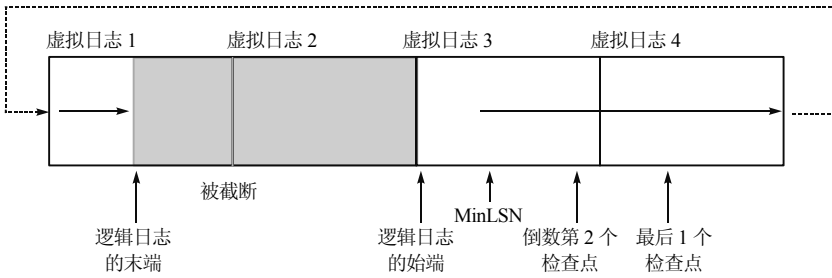 虚拟日志 1
虚拟日志 2
虚拟日志 3
虚拟日志 4
被截断
MinLSN
逻辑日志
的末端
逻辑日志
的始端
倒数第 2 个
检查点
最后 1 个
检查点